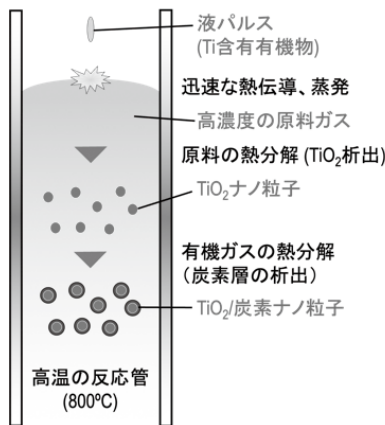 液パルス
(Ti含有有機物)
迅速な熱伝導、蒸発
高濃度の原料ガス
原料の熱分解 (TiO₂析出)
TiO₂ナノ粒子
有機ガスの熱分解
（炭素層の析出）
TiO₂/炭素ナノ粒子
高温の反応管
(800ºC)